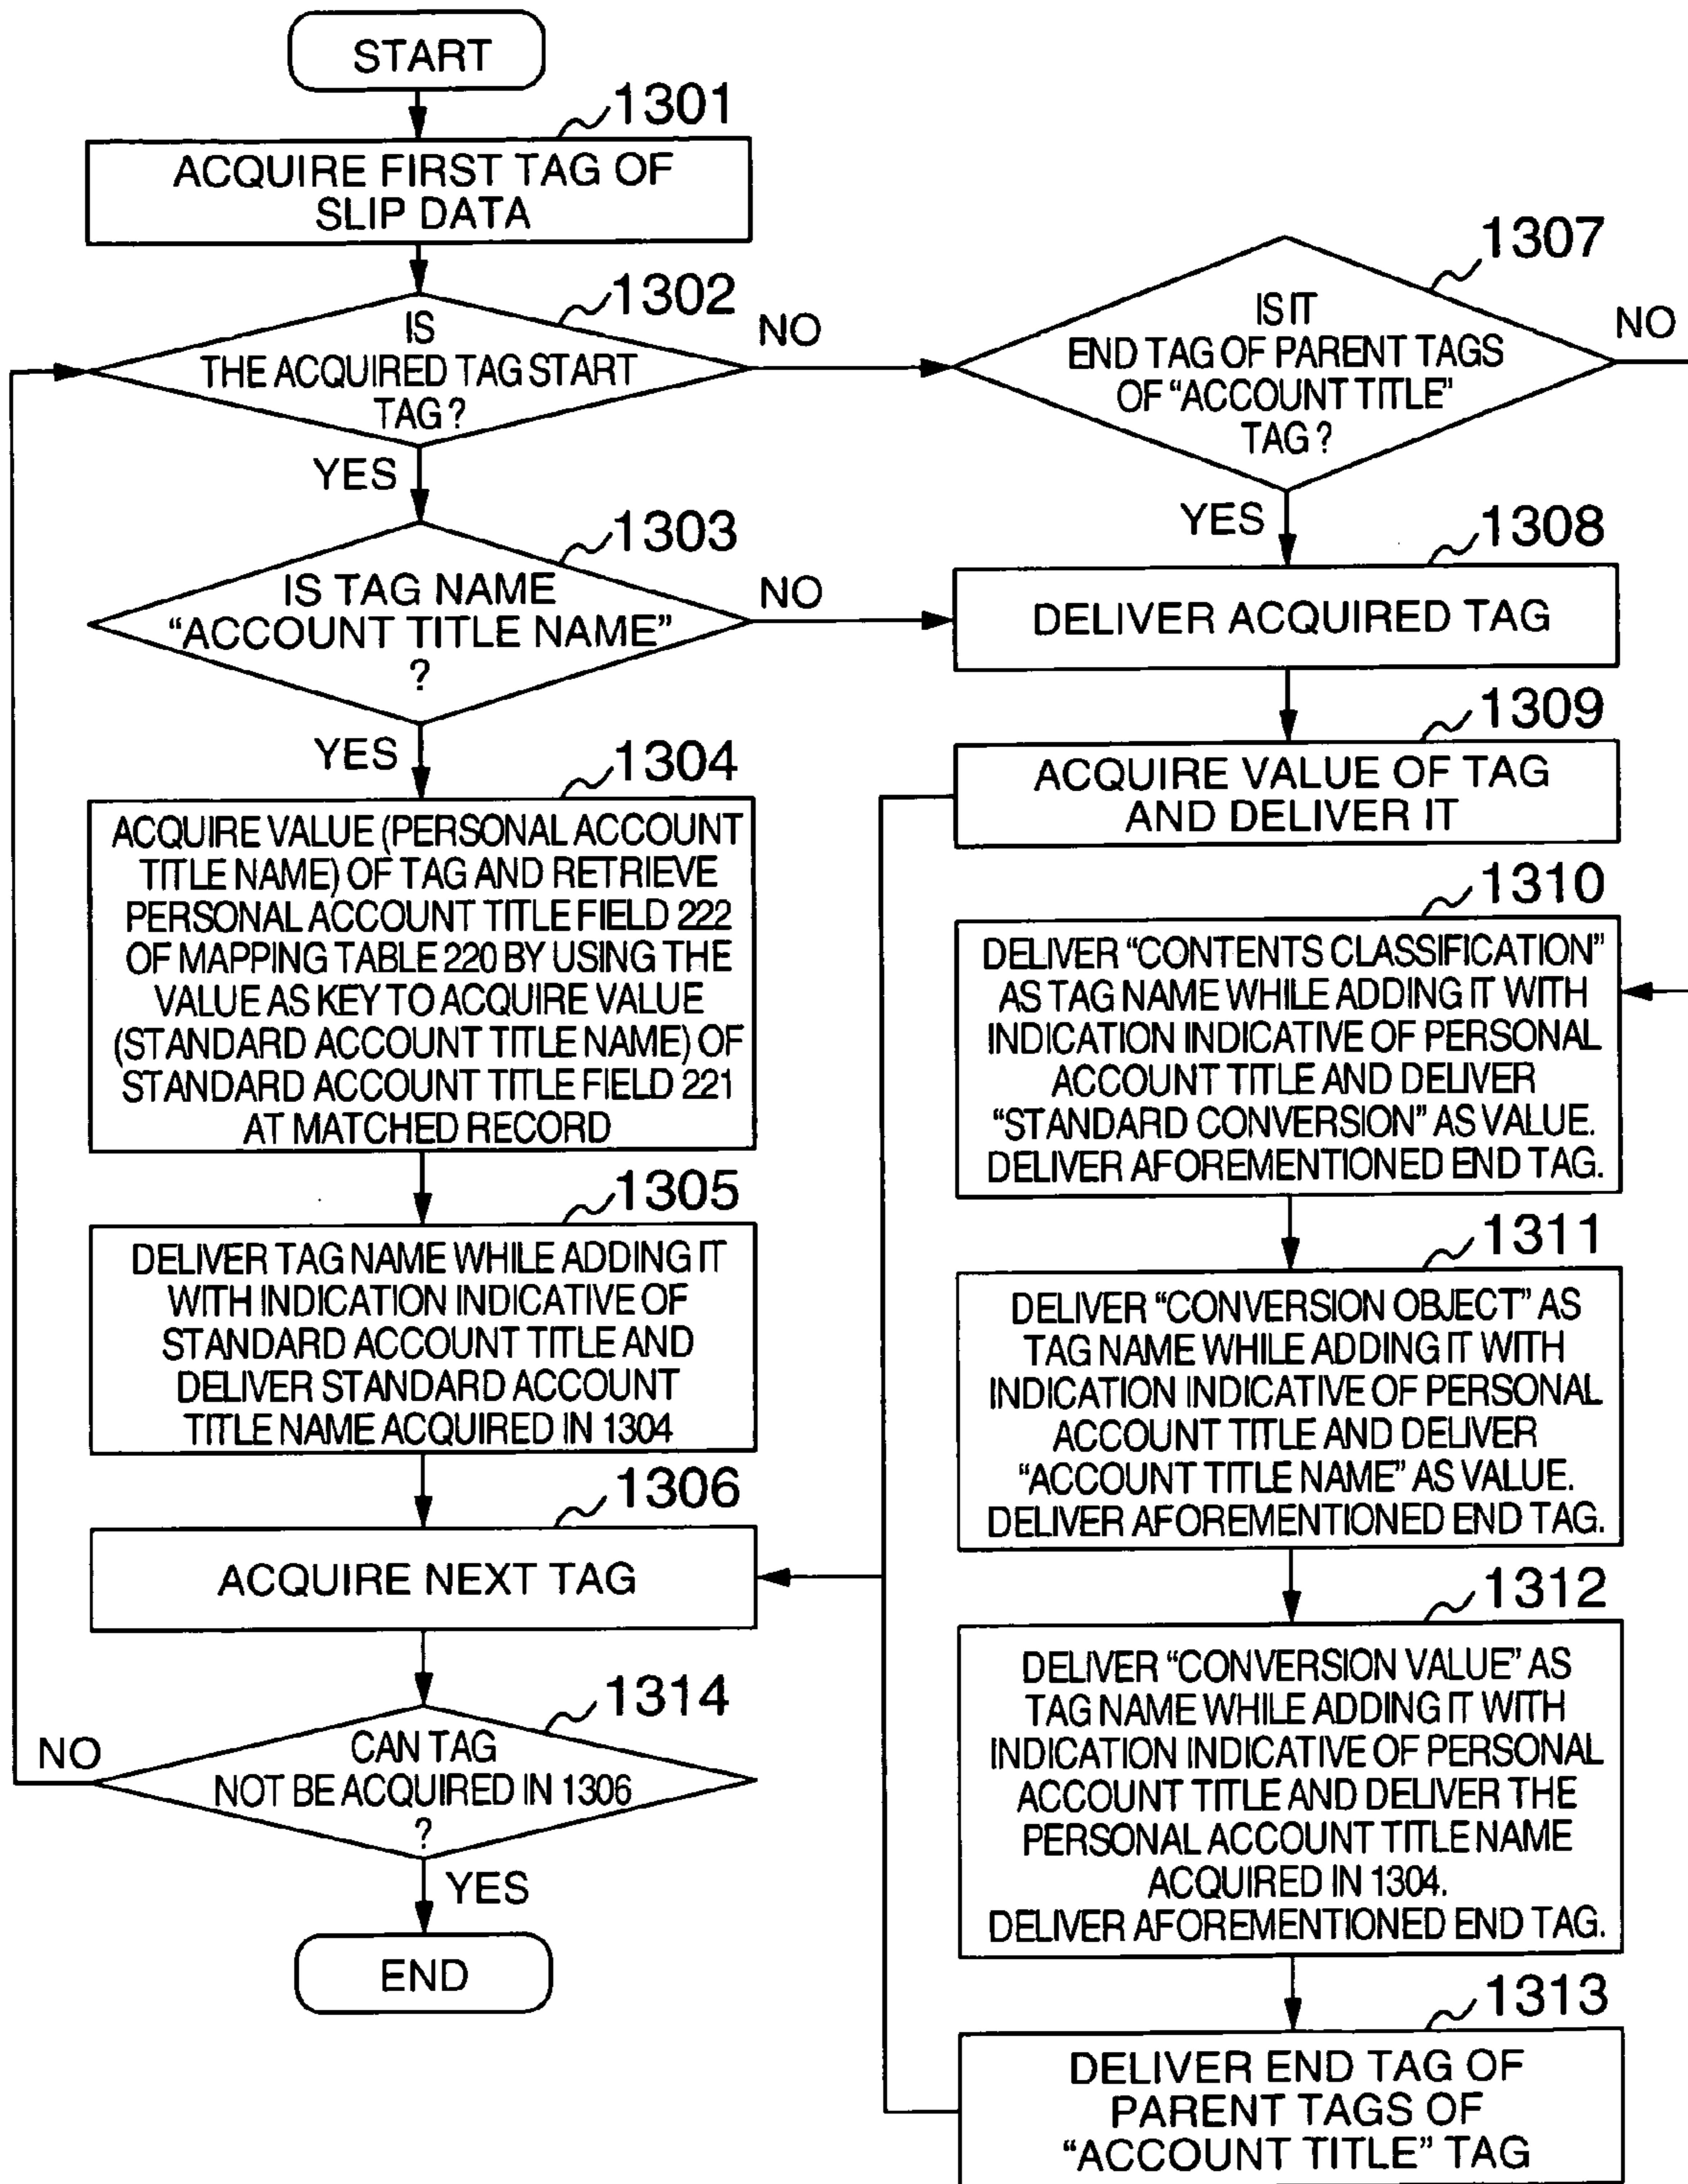 START
1301
ACQUIRE FIRST TAG OF
SLIP DATA
1302
IS
THE ACQUIRED TAG START
TAG?
NO
YES
1303
IS TAG NAME
“ACCOUNT TITLE NAME”
?
NO
YES
1304
ACQUIRE VALUE (PERSONAL ACCOUNT
TITLE NAME) OF TAG AND RETRIEVE
PERSONAL ACCOUNT TITLE FIELD 222
OF MAPPING TABLE 220 BY USING THE
VALUE AS KEY TO ACQUIRE VALUE
(STANDARD ACCOUNT TITLE NAME) OF
STANDARD ACCOUNT TITLE FIELD 221
AT MATCHED RECORD
1305
DELIVER TAG NAME WHILE ADDING IT
WITH INDICATION INDICATIVE OF
STANDARD ACCOUNT TITLE AND
DELIVER STANDARD ACCOUNT
TITLE NAME ACQUIRED IN 1304
1306
ACQUIRE NEXT TAG
1314
CAN TAG
NOT BE ACQUIRED IN 1306
?
NO
YES
END
1307
IS IT
END TAG OF PARENT TAGS
OF “ACCOUNT TITLE”
TAG?
NO
YES
1308
DELIVER ACQUIRED TAG
1309
ACQUIRE VALUE OF TAG
AND DELIVER IT
1310
DELIVER “CONTENTS CLASSIFICATION”
AS TAG NAME WHILE ADDING IT WITH
INDICATION INDICATIVE OF PERSONAL
ACCOUNT TITLE AND DELIVER
“STANDARD CONVERSION” AS VALUE.
DELIVER AFOREMENTIONED END TAG.
1311
DELIVER “CONVERSION OBJECT” AS
TAG NAME WHILE ADDING IT WITH
INDICATION INDICATIVE OF PERSONAL
ACCOUNT TITLE AND DELIVER
“ACCOUNT TITLE NAME” AS VALUE.
DELIVER AFOREMENTIONED END TAG.
1312
DELIVER “CONVERSION VALUE” AS
TAG NAME WHILE ADDING IT WITH
INDICATION INDICATIVE OF PERSONAL
ACCOUNT TITLE AND DELIVER THE
PERSONAL ACCOUNT TITLE NAME
ACQUIRED IN 1304.
DELIVER AFOREMENTIONED END TAG.
1313
DELIVER END TAG OF
PARENT TAGS OF
“ACCOUNT TITLE” TAG